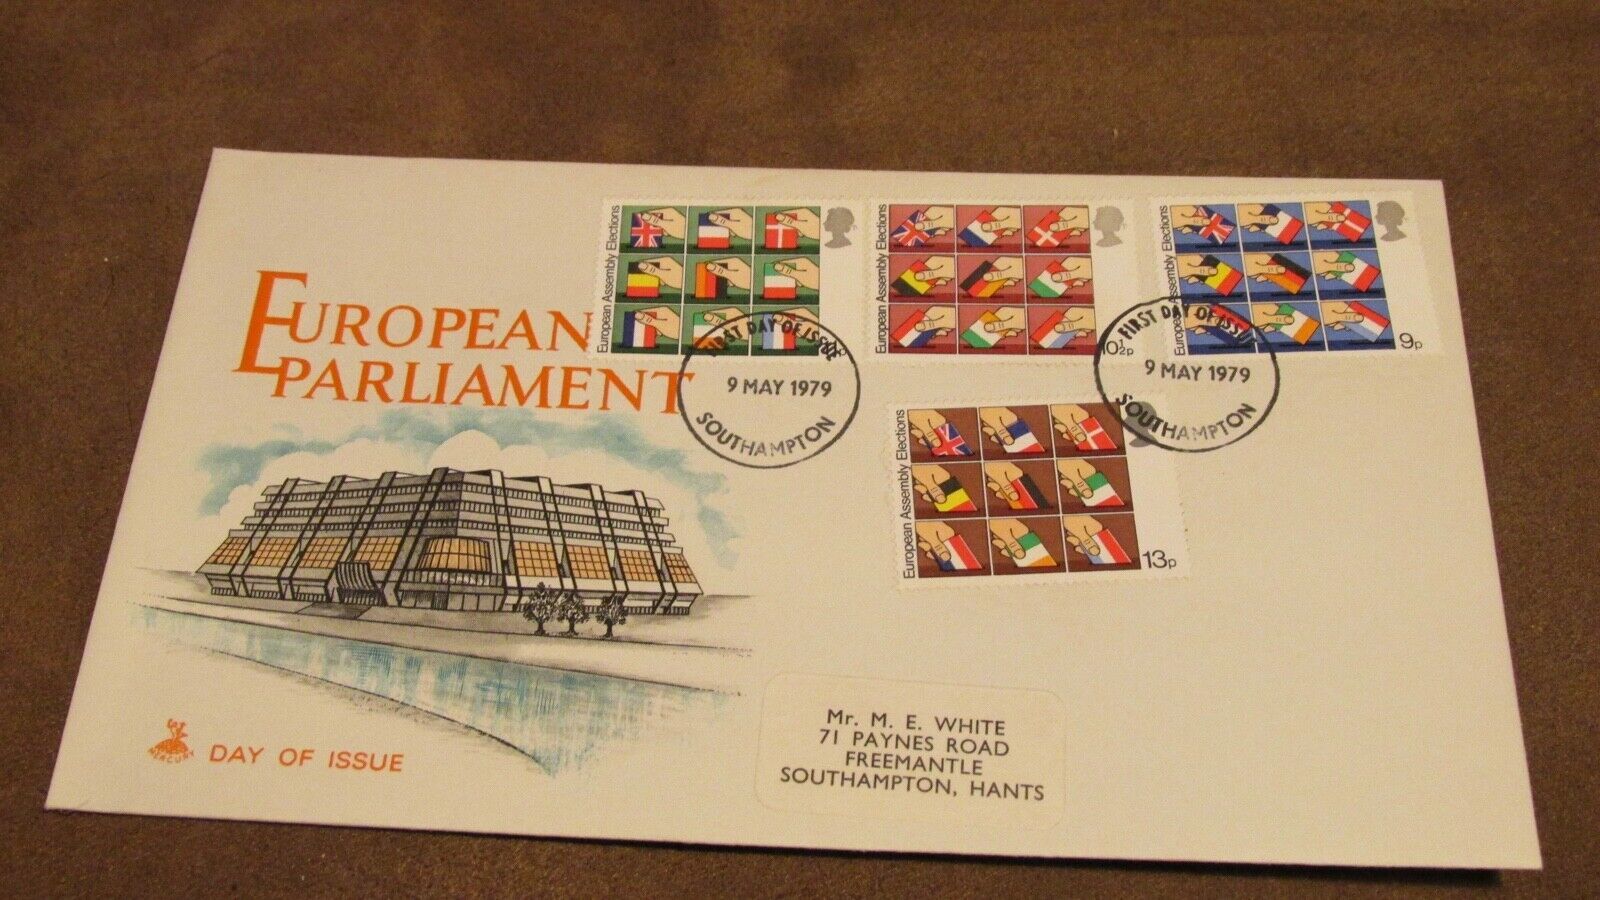 EUROPEAN
PARLIAMENT
European Assembly Elections
European Assembly Elections
10½p
European Assembly Elections
9p
FIRST DAY OF ISSUE
9 MAY 1979
SOUTHAMPTON
FIRST DAY OF ISSUE
9 MAY 1979
SOUTHAMPTON
European Assembly Elections
13p
Mr. M. E. WHITE
71 PAYNES ROAD
FREEMANTLE
SOUTHAMPTON, HANTS
MERCURY
DAY OF ISSUE